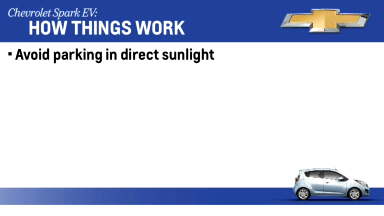 Chevrolet Spark EV:
HOW THINGS WORK
• Avoid parking in direct sunlight